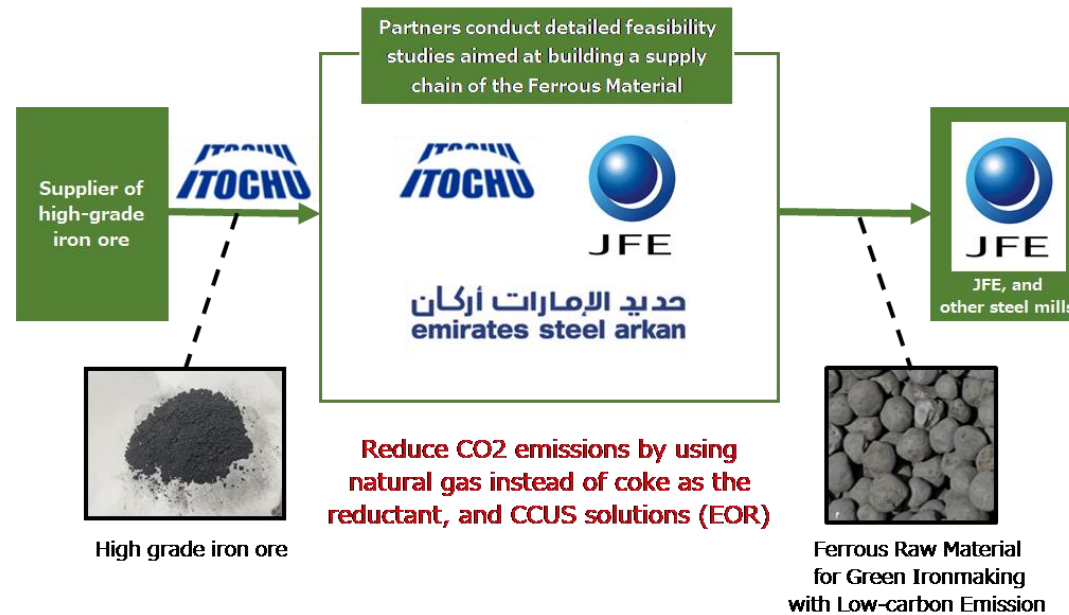 Partners conduct detailed feasibility
studies aimed at building a supply
chain of the Ferrous Material
Supplier of
high-grade
iron ore
ITOCHU
ITOCHU
JFE
حديد الإمارات أركان
emirates steel arkan
JFE
JFE, and
other steel mills
Reduce CO2 emissions by using
natural gas instead of coke as the
reductant, and CCUS solutions (EOR)
High grade iron ore
Ferrous Raw Material
for Green Ironmaking
with Low-carbon Emission